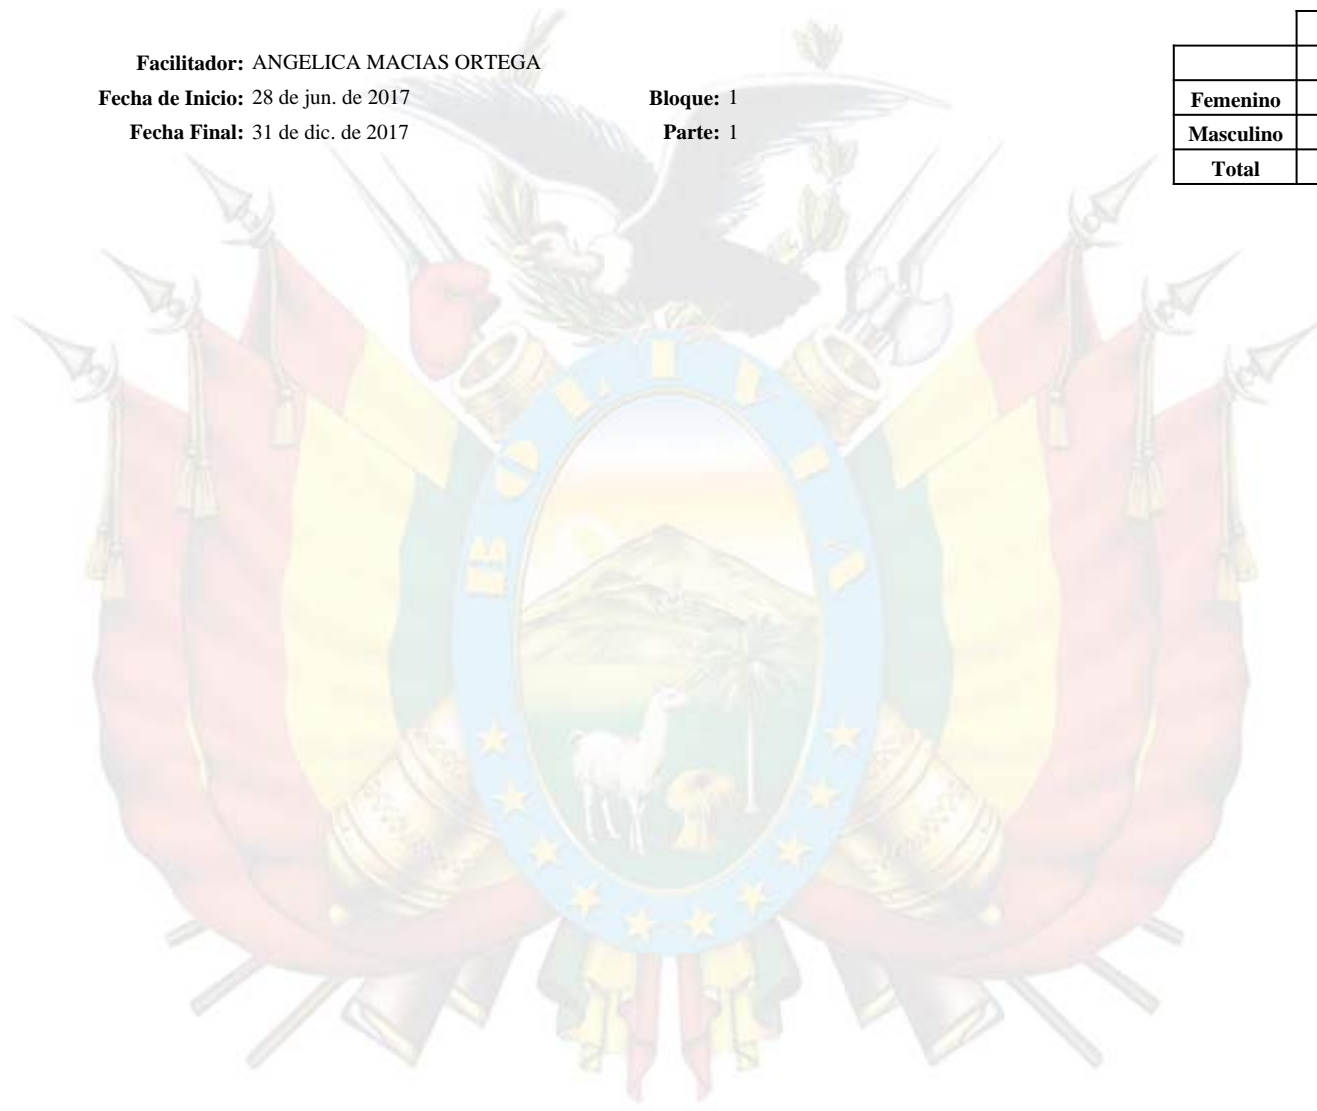 Facilitador: ANGELICA MACIAS ORTEGA
Fecha de Inicio: 28 de jun. de 2017 Bloque: 1
Fecha Final: 31 de dic. de 2017 Parte: 1
Femenino
Masculino
Total
BOLIVIA